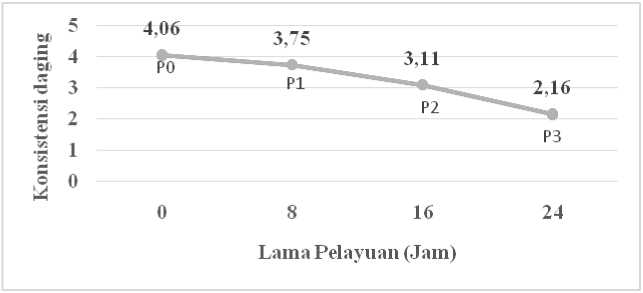 5
4
3
2
1
0
Konsistensi daging
4,06
3,75
3,11
2,16
P0
P1
P2
P3
0 8 16 24
Lama Pelayuan (Jam)